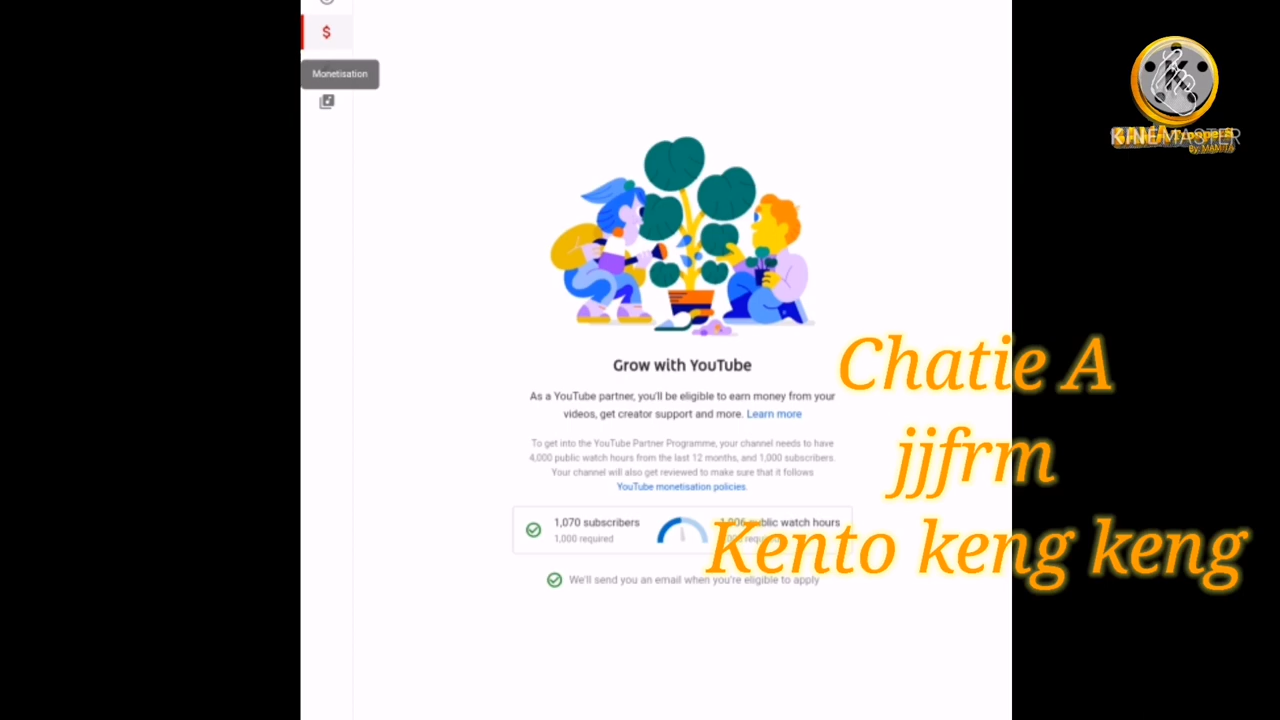 $
Monetisation
KINEMASTER
By: MAMITA
Grow with YouTube
As a YouTube partner, you'll be eligible to earn money from your
videos, get creator support and more. Learn more
To get into the YouTube Partner Programme, your channel needs to have
4,000 public watch hours from the last 12 months, and 1,000 subscribers.
Your channel will also get reviewed to make sure that it follows
YouTube monetisation policies.
1,070 subscribers
1,000 required
public watch hours
We'll send you an email when you're eligible to apply
Chatie A
jjfrm
Kento keng keng